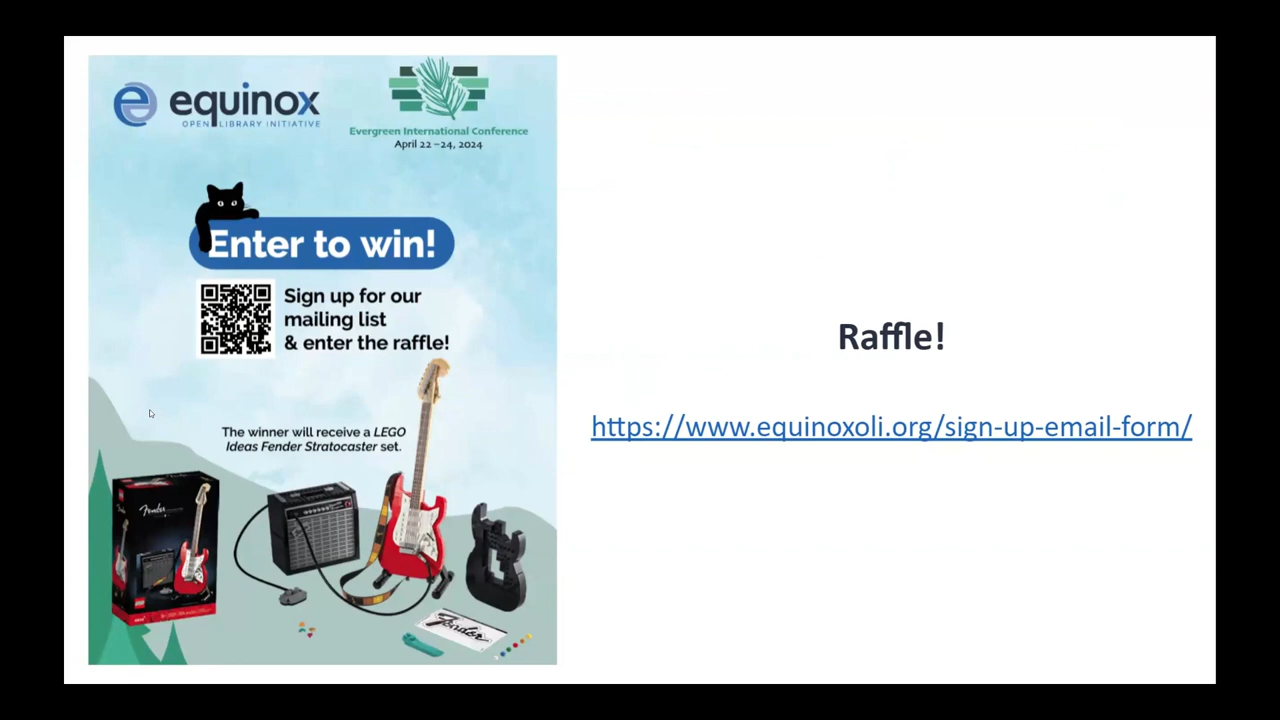 equinox
OPEN LIBRARY INITIATIVE
Evergreen International Conference
April 22 –24, 2024
Enter to win!
Sign up for our
mailing list
& enter the raffle!
The winner will receive a LEGO
Ideas Fender Stratocaster set.
Fender
Fender
Raffle!
https://www.equinoxoli.org/sign-up-email-form/